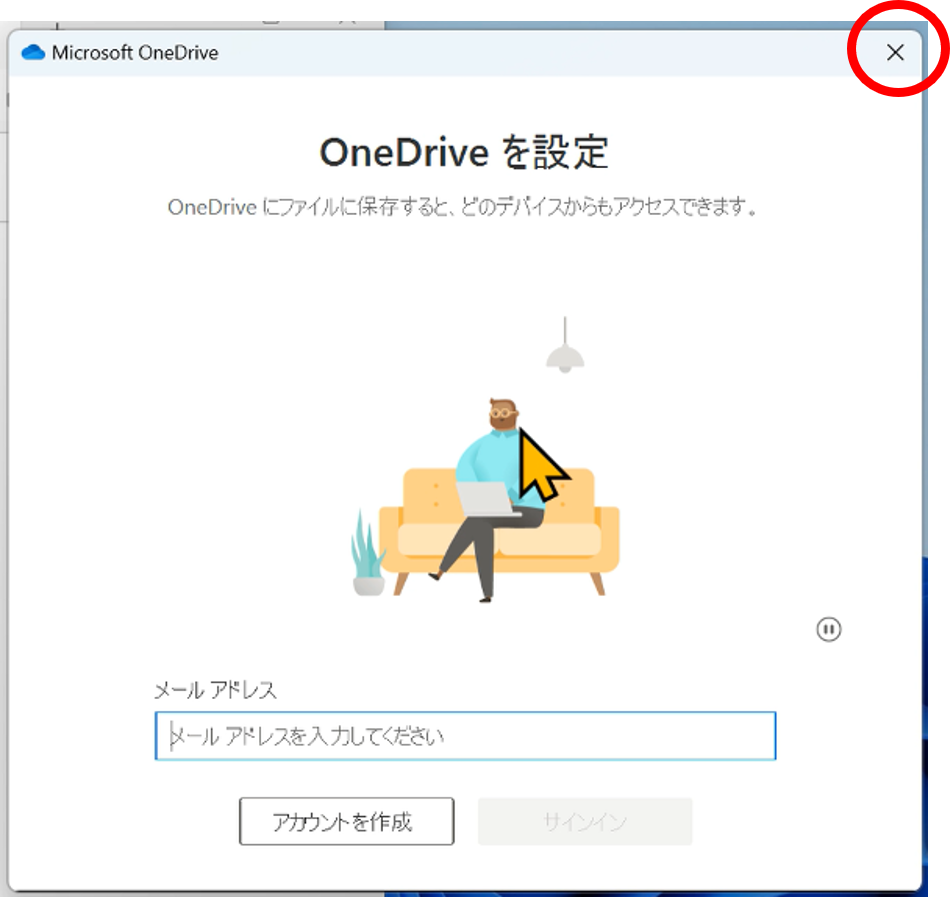 Microsoft OneDrive
OneDrive を設定
OneDrive にファイルに保存すると、どのデバイスからもアクセスできます。
メール アドレス
メール アドレスを入力してください
アカウントを作成
サインイン